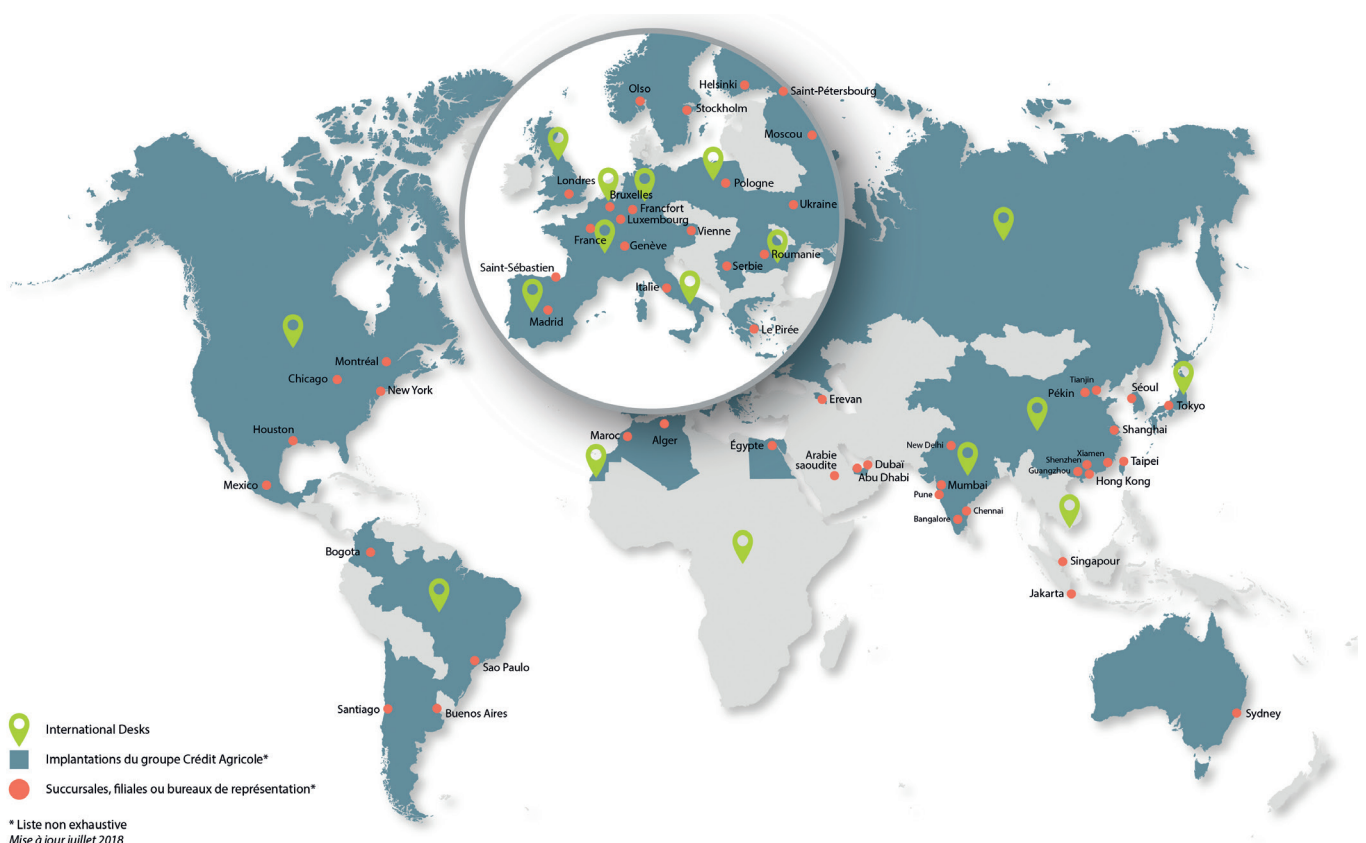 Olso
Helsinki
Saint-Pétersbourg
Stockholm
Moscou
Londres
Bruxelles
Pologne
Francfort
Luxembourg
Ukraine
France
Genève
Vienne
Roumanie
Serbie
Saint-Sébastien
Italie
Madrid
Le Pirée
Montréal
Chicago
New York
Houston
Mexico
Bogota
Sao Paulo
Santiago
Buenos Aires
Maroc
Alger
Égypte
Erevan
Arabie
saoudite
Dubaï
Abu Dhabi
New Delhi
Mumbai
Pune
Bangalore
Chennai
Tianjin
Pékin
Séoul
Tokyo
Shanghai
Xiamen
Shenzhen
Guangzhou
Taipei
Hong Kong
Singapour
Jakarta
Sydney
International Desks
Implantations du groupe Crédit Agricole*
Succursales, filiales ou bureaux de représentation*
* Liste non exhaustive
Mise à jour juillet 2018